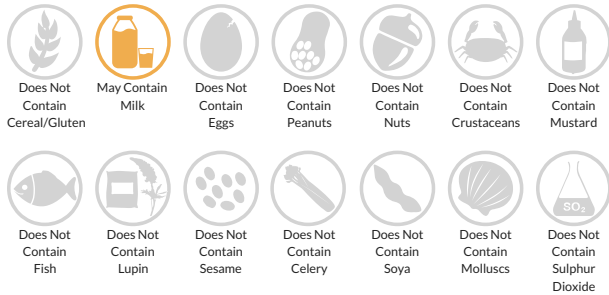 Does Not
Contain
Cereal/Gluten
May Contain
Milk
Does Not
Contain
Eggs
Does Not
Contain
Peanuts
Does Not
Contain
Nuts
Does Not
Contain
Crustaceans
Does Not
Contain
Mustard
Does Not
Contain
Fish
Does Not
Contain
Lupin
Does Not
Contain
Sesame
Does Not
Contain
Celery
Does Not
Contain
Soya
Does Not
Contain
Molluscs
SO2
Does Not
Contain
Sulphur
Dioxide